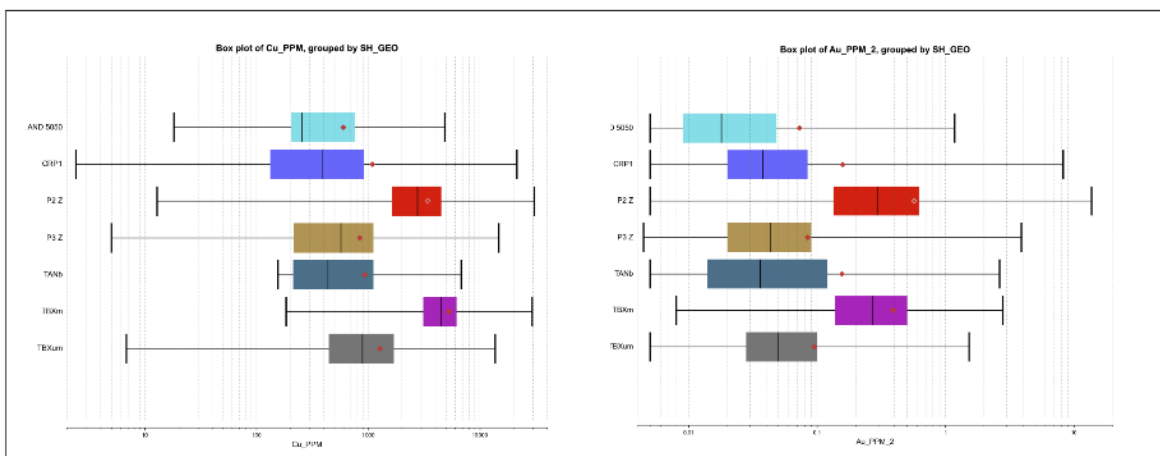 Box plot of Cu_PPM, grouped by SH_GEO
AND 5050
CRP1
P2 Z
P3 Z
TANb
TBXm
TBXum
10
100
1000
10000
Cu_PPM
Box plot of Au_PPM_2, grouped by SH_GEO
D 5050
CRP1
P2 Z
P3 Z
TANb
TBXm
TBXum
0.01
0.1
1
10
Au_PPM_2